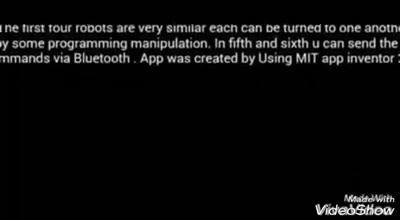 The first four robots are very similar each can be turned to one anoth
by some programming manipulation. In fifth and sixth u can send the
mmands via Bluetooth . App was created by Using MIT app inventor
Made With
VideoShow